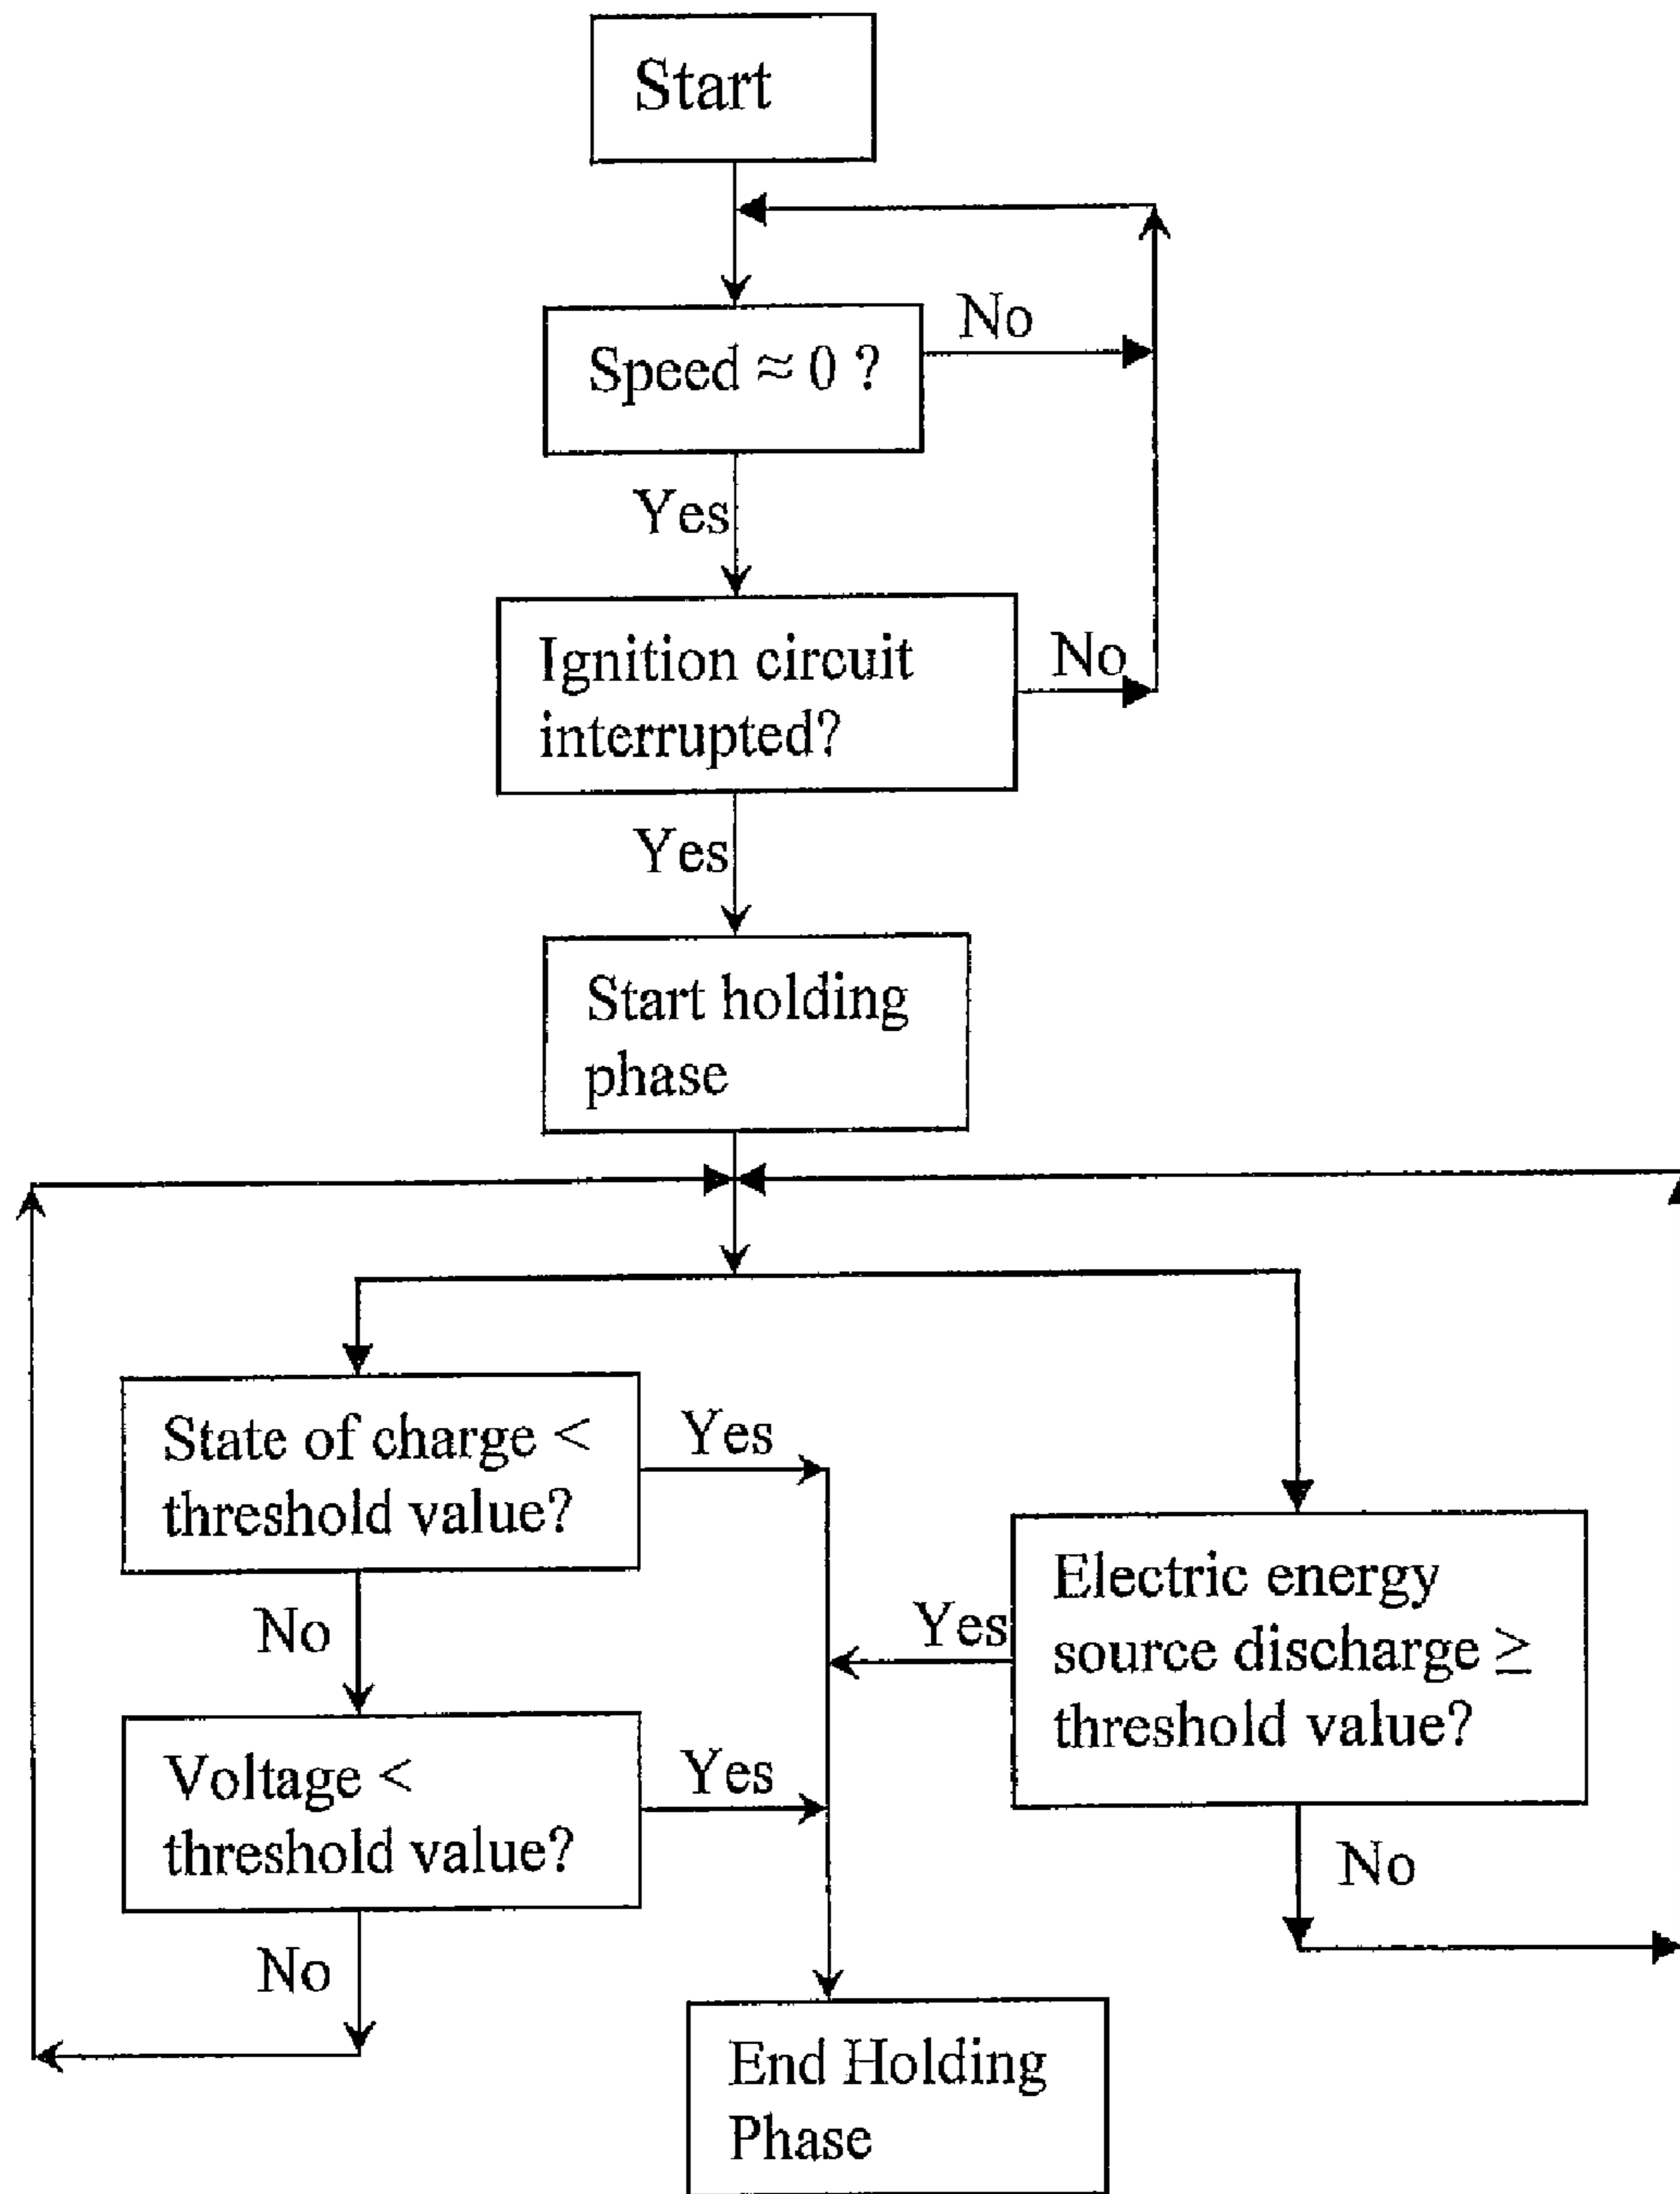 Start
Speed ≈ 0 ?
No
Yes
Ignition circuit
interrupted?
No
Yes
Start holding
phase
State of charge <
threshold value?
Yes
No
Electric energy
source discharge ≥
threshold value?
Yes
No
Voltage <
threshold value?
Yes
No
End Holding
Phase